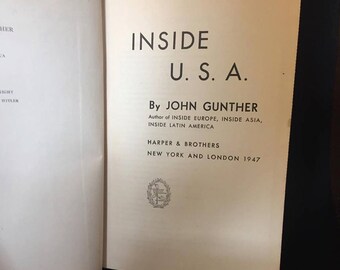 HER
INSIDE
U. S. A.
By JOHN GUNTHER
Author of INSIDE EUROPE, INSIDE ASIA,
INSIDE LATIN AMERICA
HARPER & BROTHERS
NEW YORK AND LONDON 1947